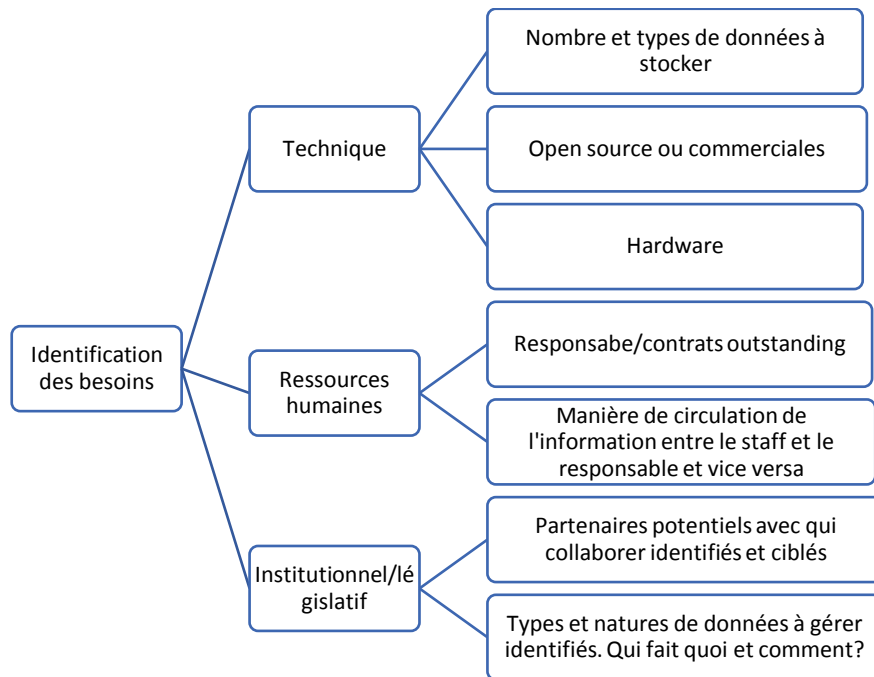 Identification
des besoins
Technique
Nombre et types de données à
stocker
Open source ou commerciales
Hardware
Ressources
humaines
Responsabe/contrats outstanding
Manière de circulation de
l'information entre le staff et le
responsable et vice versa
Institutionnel/lé
gislatif
Partenaires potentiels avec qui
collaborer identifiés et ciblés
Types et natures de données à gérer
identifiés. Qui fait quoi et comment?